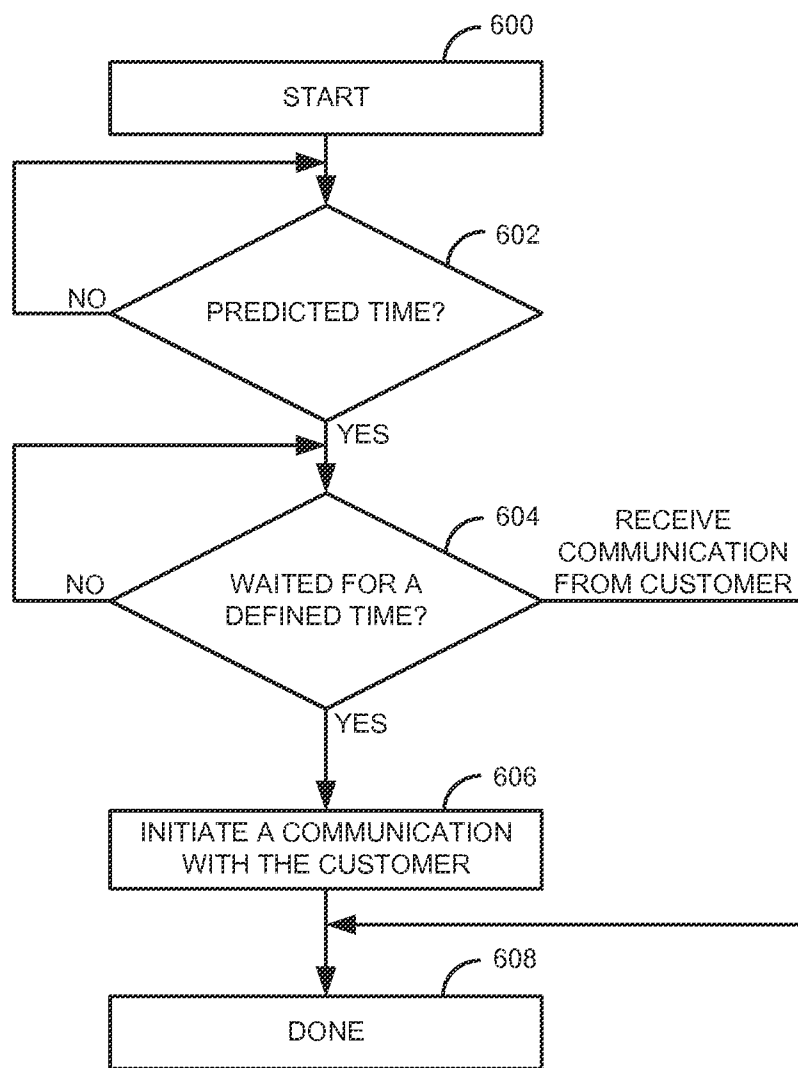 600
START
602
NO
PREDICTED TIME?
YES
604
RECEIVE
COMMUNICATION
FROM CUSTOMER
NO
WAITED FOR A
DEFINED TIME?
YES
606
INITIATE A COMMUNICATION
WITH THE CUSTOMER
608
DONE